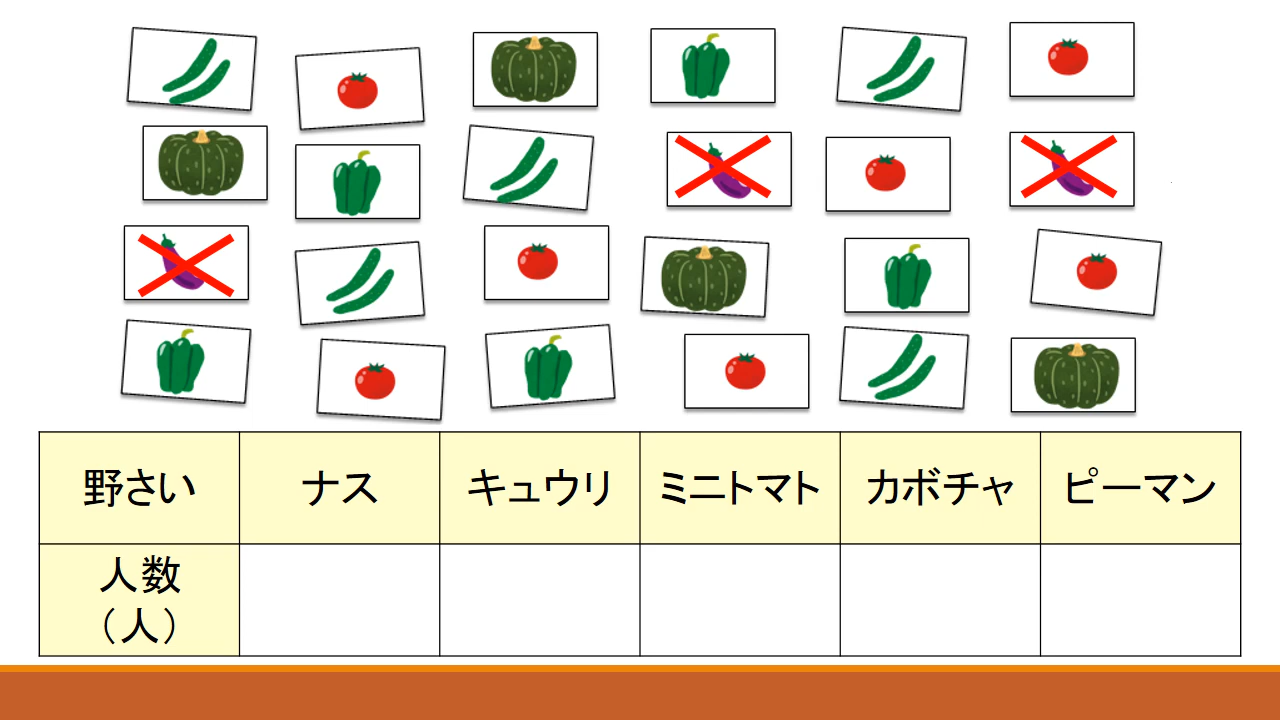 野さい
ナス
キュウリ
ミニトマト
カボチャ
ピーマン
人数
（人）